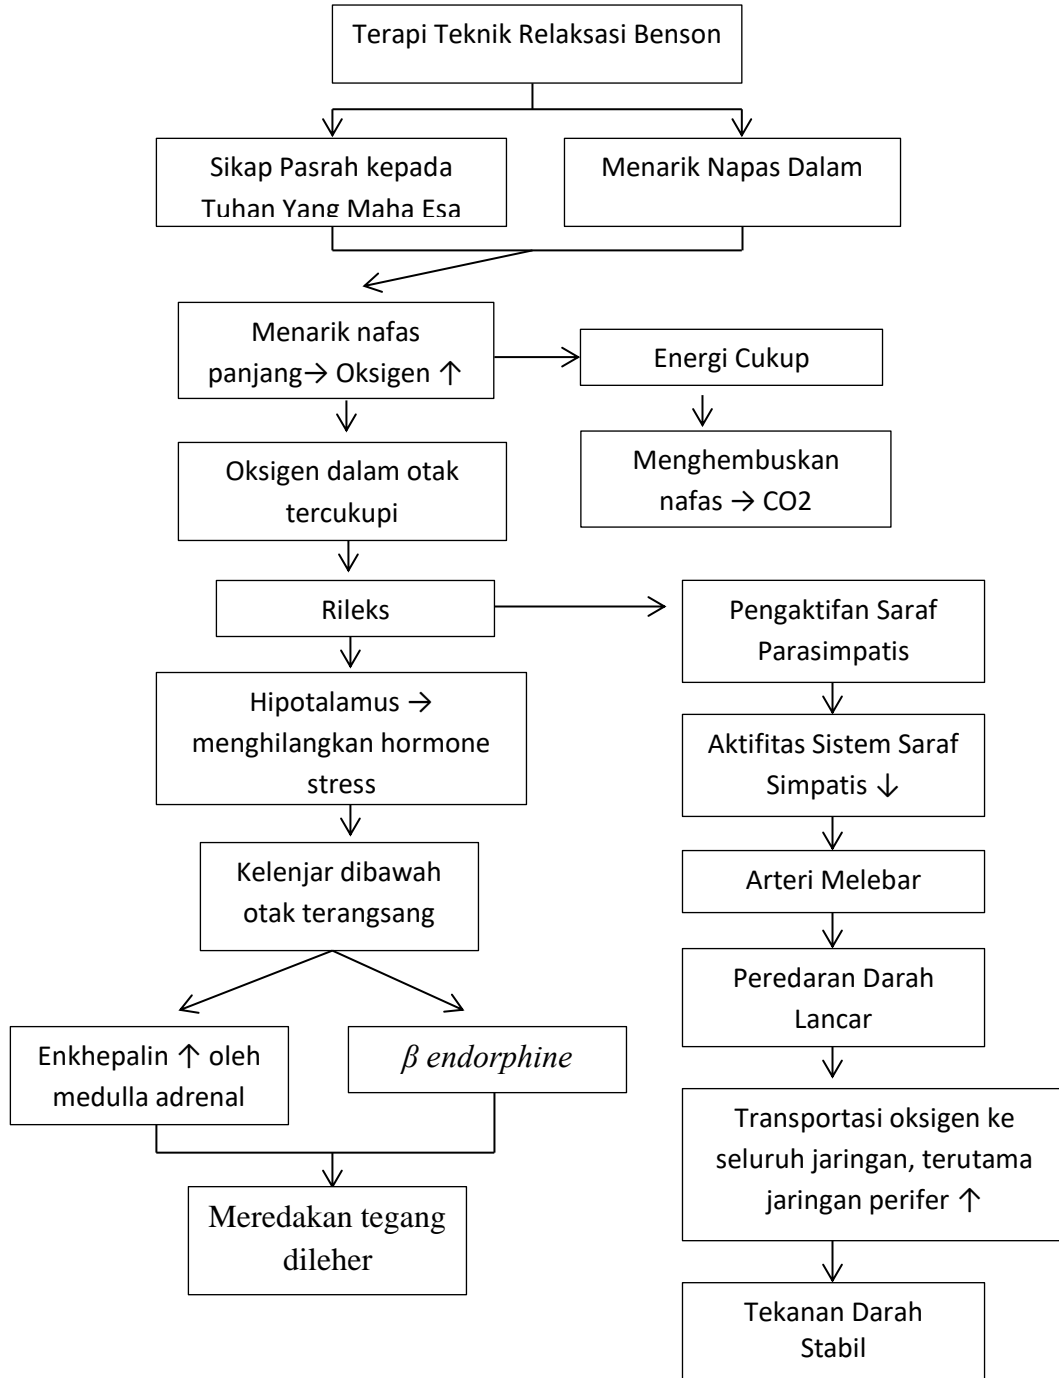 Terapi Teknik Relaksasi Benson
Sikap Pasrah kepada
Tuhan Yang Maha Esa
Menarik Napas Dalam
Menarik nafas
panjang→ Oksigen ↑
Energi Cukup
Menghembuskan
nafas → CO2
Oksigen dalam otak
tercukupi
Rileks
Pengaktifan Saraf
Parasimpatis
Hipotalamus →
menghilangkan hormone
stress
Aktifitas Sistem Saraf
Simpatis ↓
Kelenjar dibawah
otak terangsang
Arteri Melebar
Peredaran Darah
Lancar
Enkhepalin ↑ oleh
medulla adrenal
β endorphine
Transportasi oksigen ke
seluruh jaringan, terutama
jaringan perifer ↑
Meredakan tegang
dileher
Tekanan Darah
Stabil